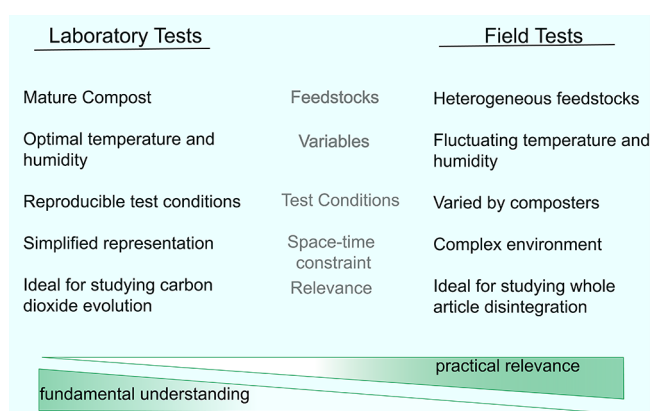 Laboratory Tests
Field Tests
Mature Compost
Feedstocks
Heterogeneous feedstocks
Optimal temperature and
humidity
Variables
Fluctuating temperature and
humidity
Reproducible test conditions
Test Conditions
Varied by composters
Simplified representation
Space-time
constraint
Complex environment
Ideal for studying carbon
dioxide evolution
Relevance
Ideal for studying whole
article disintegration
practical relevance
fundamental understanding